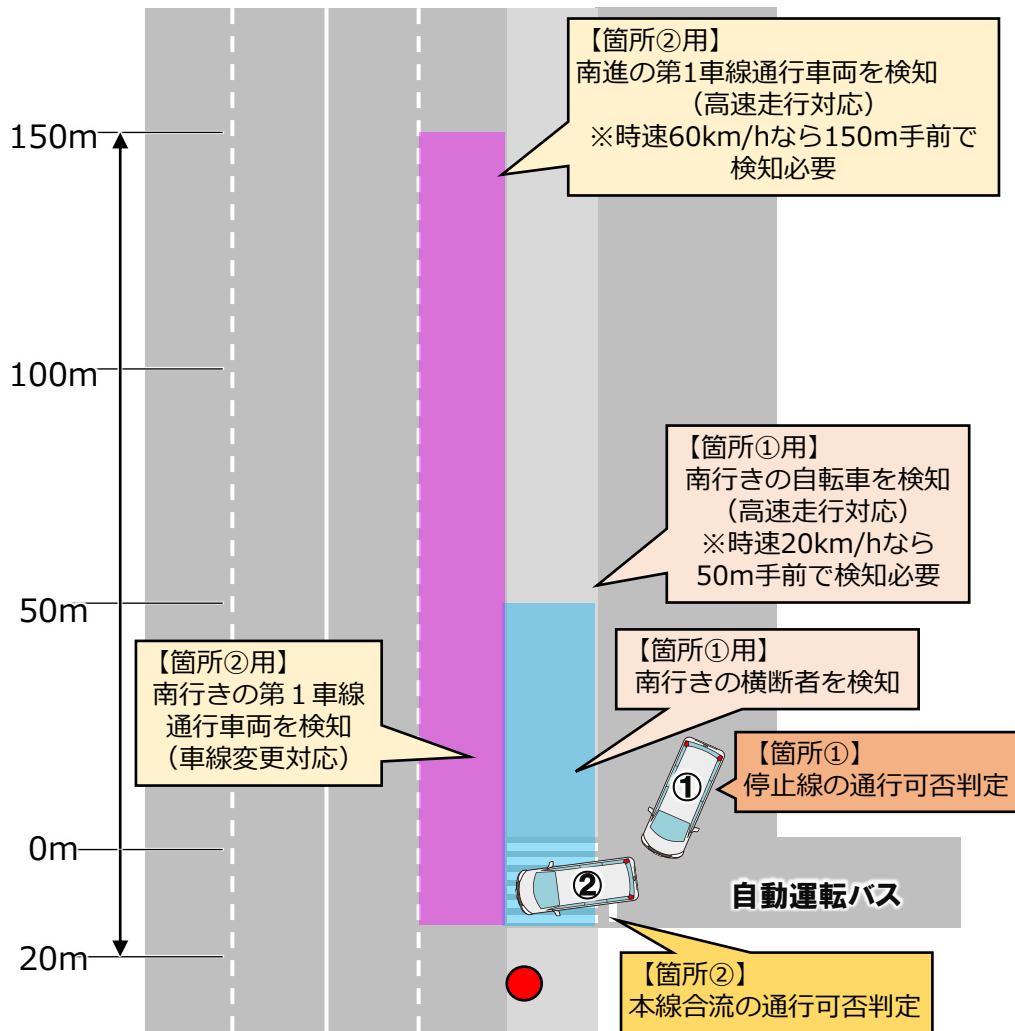 【箇所②用】
南進の第1車線通行車両を検知
（高速走行対応）
※時速60km/hなら150m手前で
検知必要
150m
100m
【箇所①用】
南行きの自転車を検知
（高速走行対応）
※時速20km/hなら
50m手前で検知必要
50m
【箇所②用】
南行きの第１車線
通行車両を検知
（車線変更対応）
【箇所①用】
南行きの横断者を検知
【箇所①】
停止線の通行可否判定
①
0m
②
自動運転バス
20m
【箇所②】
本線合流の通行可否判定